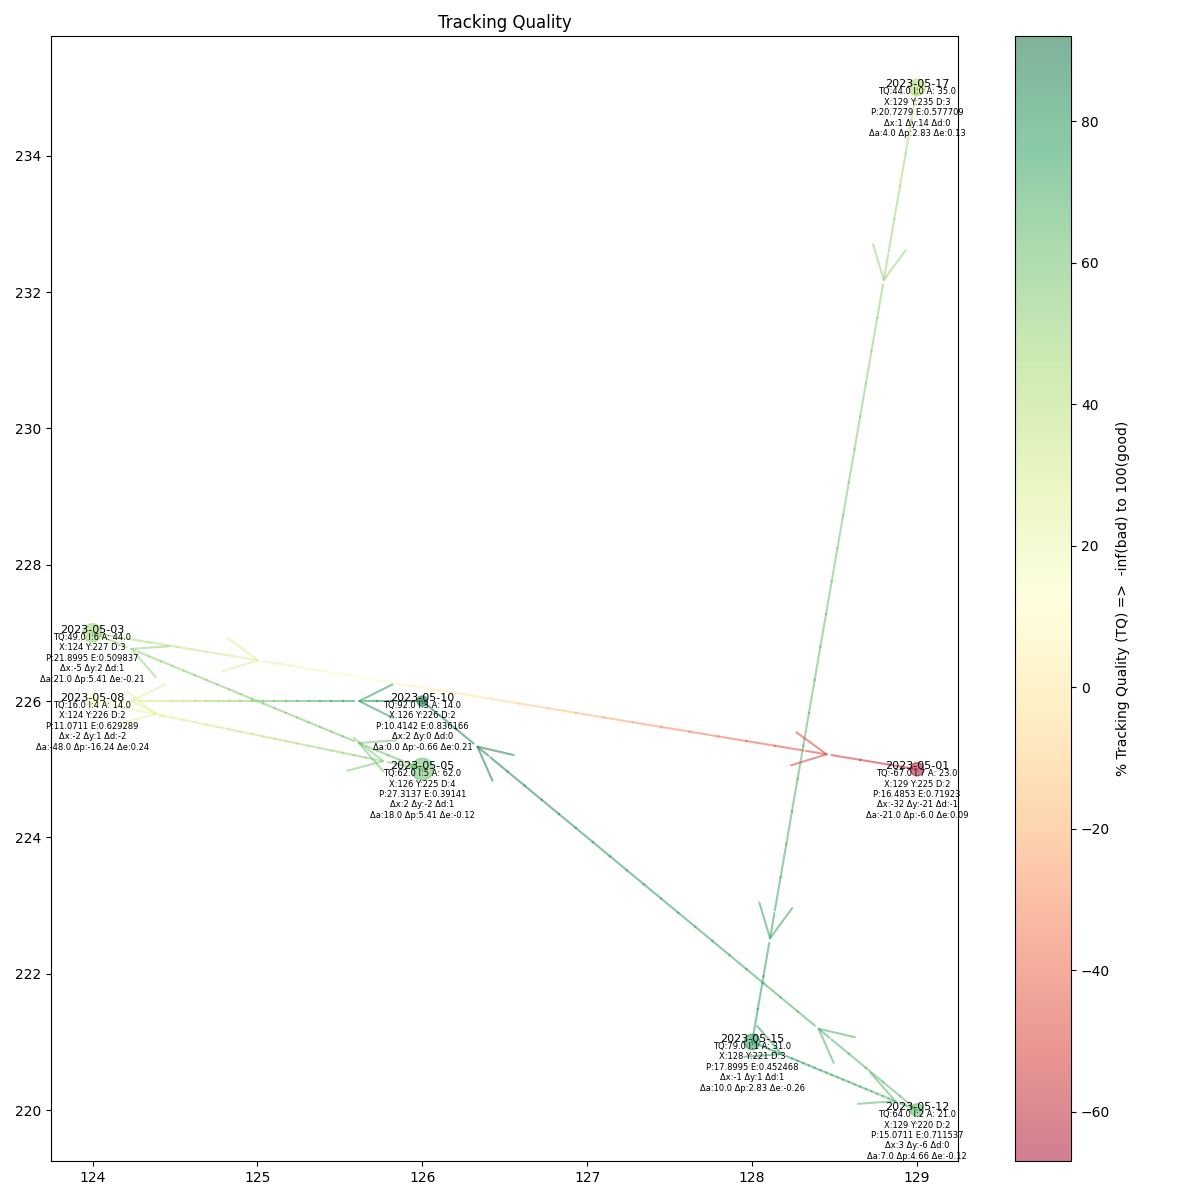 Tracking Quality
2023-05-17
TQ:44.0 I:0 A: 35.0
X:129 Y:235 D:3
P:20.7279 E:0.577709
Δx:1 Δy:14 Δd:0
Δa:4.0 Δp:2.83 Δe:0.13
2023-05-03
TQ:49.0 I:6 A: 44.0
X:124 Y:227 D:3
P:21.8995 E:0.509837
Δx:-5 Δy:2 Δd:1
Δa:21.0 Δp:5.41 Δe:-0.21
2023-05-08
TQ:16.0 I:4 A: 14.0
X:124 Y:226 D:2
P:11.0711 E:0.629289
Δx:-2 Δy:1 Δd:-2
Δa:-48.0 Δp:-16.24 Δe:0.24
2023-05-10
TQ:92.0 I:3 A: 14.0
X:126 Y:226 D:2
P:10.4142 E:0.836166
Δx:2 Δy:0 Δd:0
Δa:0.0 Δp:-0.66 Δe:0.21
2023-05-05
TQ:62.0 I:5 A: 62.0
X:126 Y:225 D:4
P:27.3137 E:0.39141
Δx:2 Δy:-2 Δd:1
Δa:18.0 Δp:5.41 Δe:-0.12
2023-05-01
TQ:-67.0 I:7 A: 23.0
X:129 Y:225 D:2
P:16.4853 E:0.71923
Δx:-32 Δy:-21 Δd:-1
Δa:-21.0 Δp:-6.0 Δe:0.09
2023-05-15
TQ:79.0 I:1 A: 31.0
X:128 Y:221 D:3
P:17.8995 E:0.452468
Δx:-1 Δy:1 Δd:1
Δa:10.0 Δp:2.83 Δe:-0.26
2023-05-12
TQ:64.0 I:2 A: 21.0
X:129 Y:220 D:2
P:15.0711 E:0.711537
Δx:3 Δy:-6 Δd:0
Δa:7.0 Δp:4.66 Δe:-0.12
234
232
230
228
226
224
222
220
124 125 126 127 128 129
80
60
40
20
0
−20
−40
−60
% Tracking Quality (TQ) => -inf(bad) to 100(good)